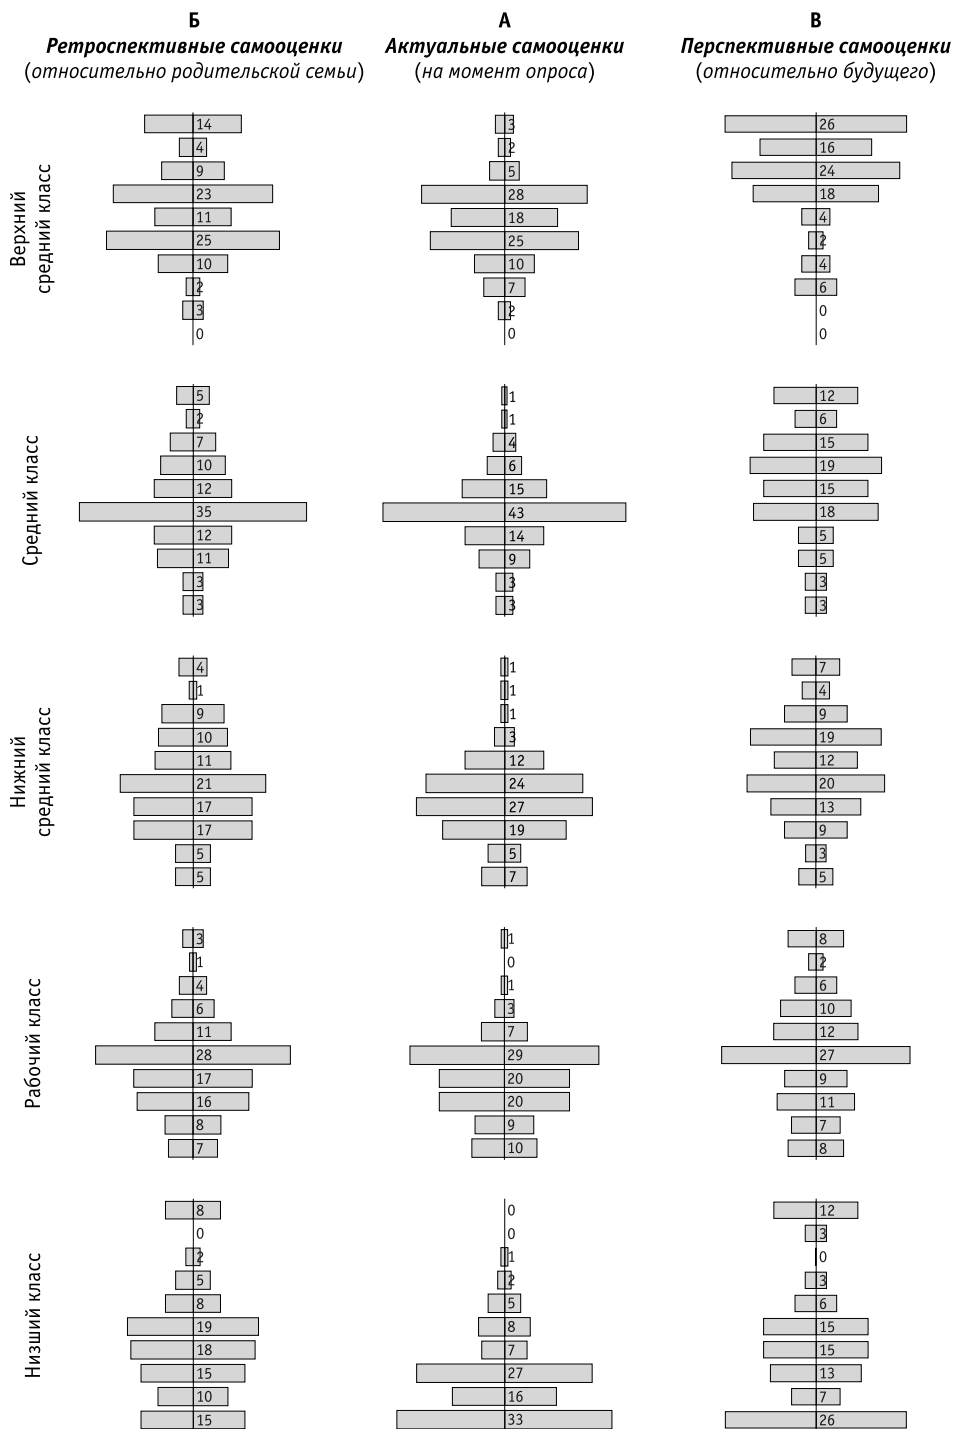 Б А В
Ретроспективные самооценки Актуальные самооценки Перспективные самооценки
(относительно родительской семьи) (на момент опроса) (относительно будущего)
Верхний
средний класс
14 3 26
4 2 16
9 5 24
23 28 18
11 18 4
25 25 2
10 10 4
2 7 6
3 2 0
0 0 0
Средний класс
5 1 12
2 1 6
7 4 15
10 6 19
12 15 15
35 43 18
12 14 5
11 9 5
3 3 3
3 3 3
Нижний
средний класс
4 1 7
1 1 4
9 1 9
10 3 19
11 12 12
21 24 20
17 27 13
17 19 9
5 5 3
5 7 5
Рабочий класс
3 1 8
1 0 2
4 1 6
6 3 10
11 7 12
28 29 27
17 20 9
16 20 11
8 9 7
7 10 8
Низший класс
8 0 12
0 0 3
2 1 0
5 2 3
8 5 6
19 8 15
18 7 15
15 27 13
10 16 7
15 33 26